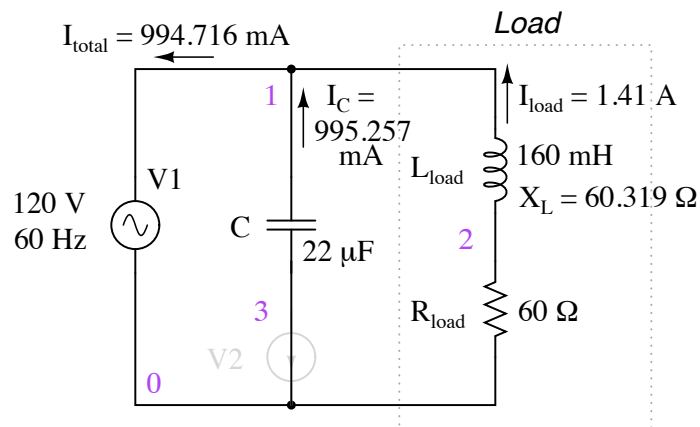 Load
I_total = 994.716 mA
1
I_C =
995.257
mA
I_load = 1.41 A
V1
120 V
60 Hz
C
22 μF
L_load
160 mH
X_L = 60.319 Ω
2
3
V2
0
R_load
60 Ω